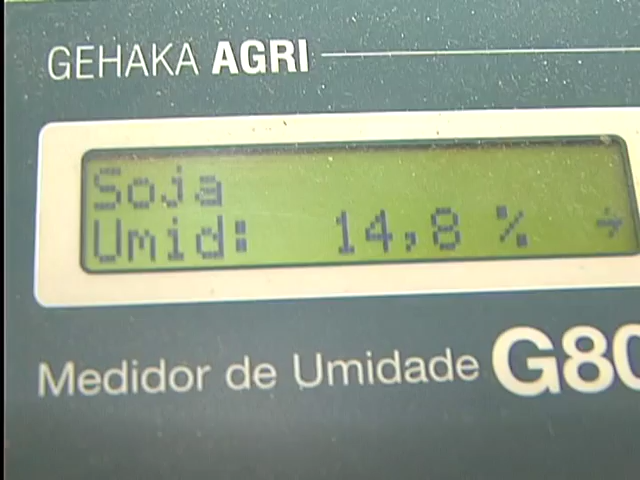 GEHAKA AGRI
Soja
Umid: 14,8 % →
Medidor de Umidade G80